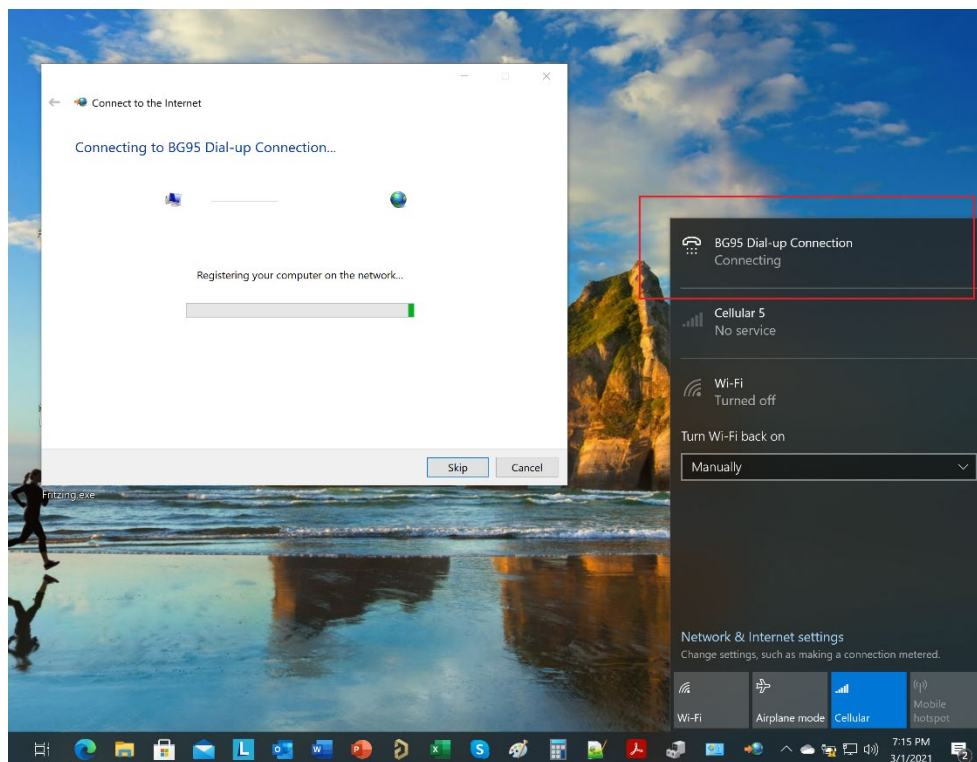 Connect to the Internet
Connecting to BG95 Dial-up Connection...
Registering your computer on the network...
Skip Cancel
Fritzing.exe
BG95 Dial-up Connection
Connecting
Cellular 5
No service
Wi-Fi
Turned off
Turn Wi-Fi back on
Manually
Network & Internet settings
Change settings, such as making a connection metered.
Wi-Fi Airplane mode Cellular Mobile hotspot
7:15 PM
3/1/2021
2